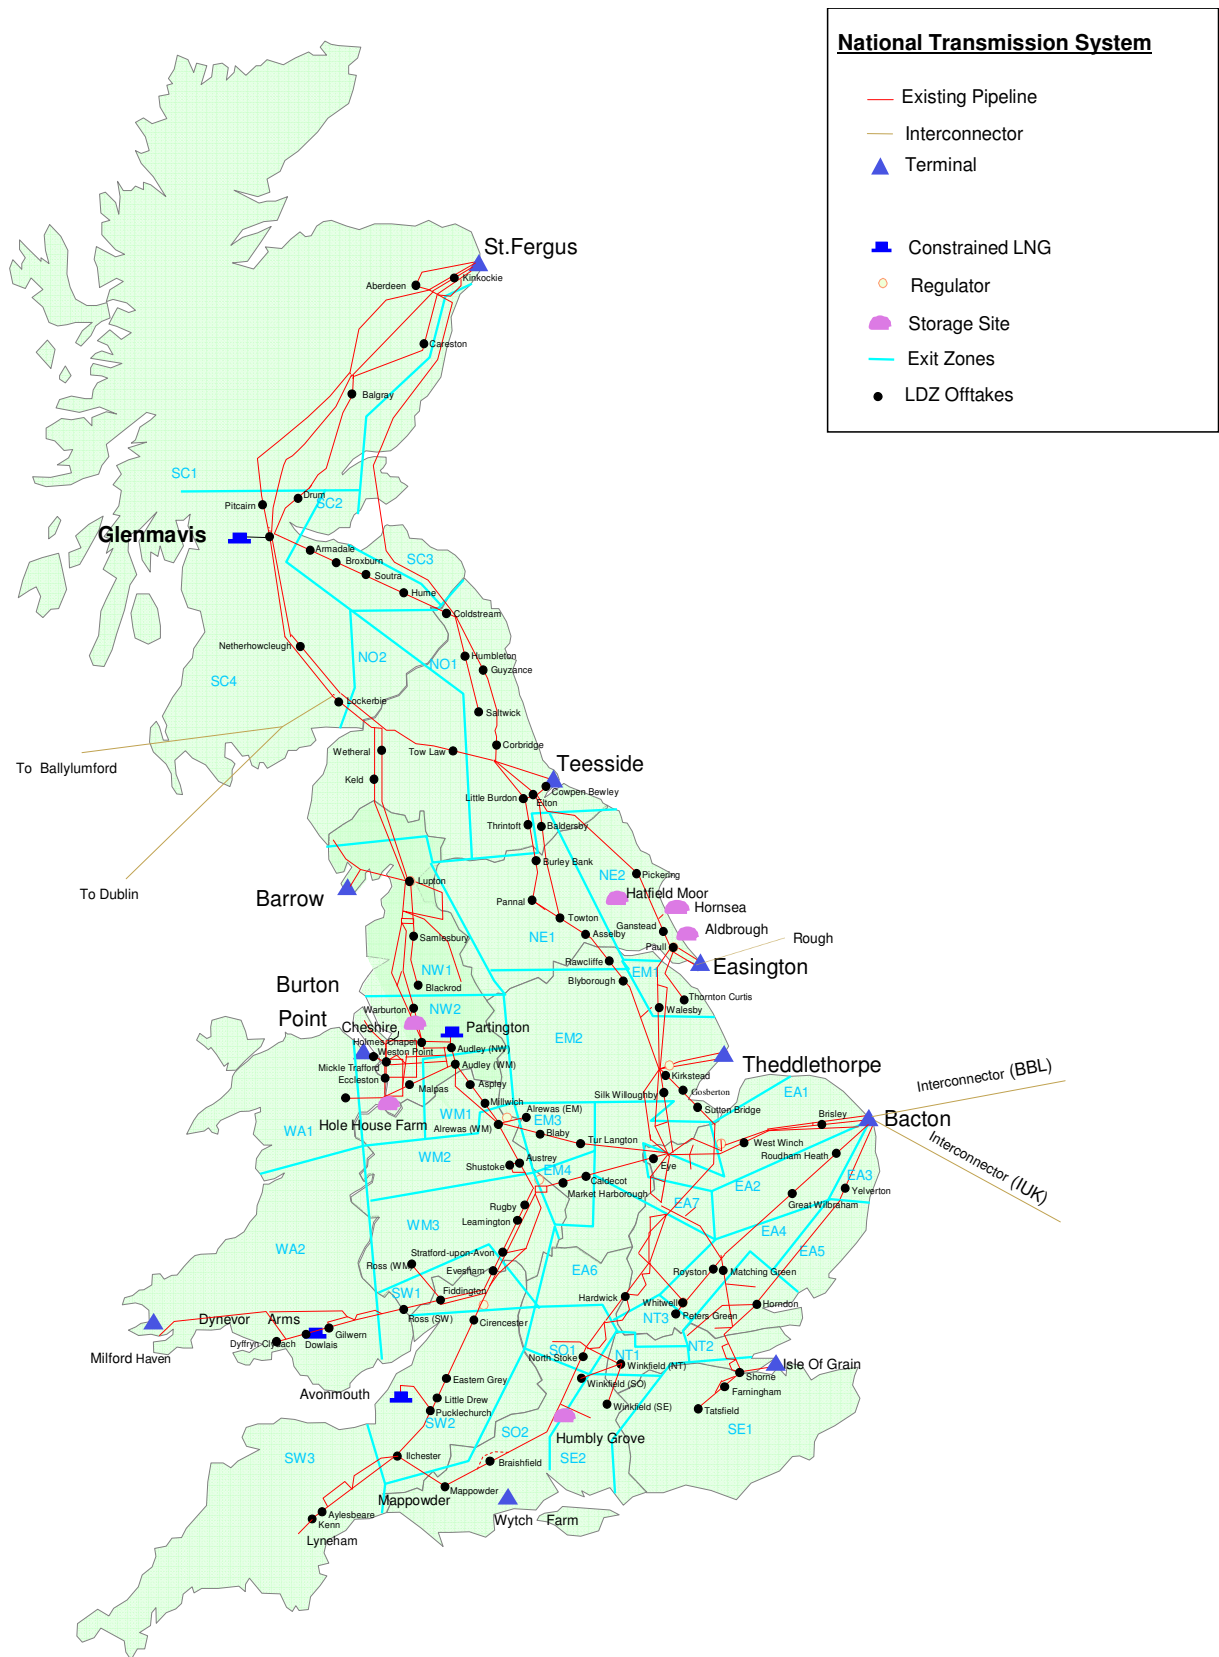 National Transmission System
Existing Pipeline
Interconnector
Terminal
Constrained LNG
Regulator
Storage Site
Exit Zones
LDZ Offtakes
St.Fergus
Kinkockie
Aberdeen
Careston
Balgray
SC1
Drum
SC2
Pitcairn
Glenmavis
Armadale
SC3
Broxburn
Soutra
Hume
Coldstream
Netherhowcleugh
NO2
NO1
Humbleton
Guyzance
SC4
Lockerbie
Saltwick
Corbridge
Wetheral
Tow Law
To Ballylumford
Teesside
Keld
Cowpen Bewley
Little Burdon
Elton
Thrintoft
Baldersby
Burley Bank
NE2
Pickering
To Dublin
Lupton
Barrow
Hatfield Moor
Hornsea
Pannal
Towton
Ganstead
Aldbrough
Samlesbury
NE1
Asselby
Paull
Rough
Rawcliffe
Easington
NW1
EM1
Blyborough
Burton
Point
Blackrod
Thornton Curtis
Warburton
NW2
Walesby
Cheshire
Partington
EM2
Holmes Chapel
Audley (NW)
Weston Point
Mickle Trafford
Audley (WM)
Theddlethorpe
Eccleston
Malpas
Aspley
Kirkstead
Silk Willoughby
Gosberton
EA1
Interconnector (BBL)
Millwich
Sutton Bridge
Hole House Farm
WM1
Alrewas (EM)
EM3
Brisley
Bacton
WA1
Alrewas (WM)
Blaby
Tur Langton
West Winch
Roudham Heath
Interconnector (IUK)
WM2
Shustoke
Austrey
EM4
Eye
EA3
Caldecot
Market Harborough
EA2
Yelverton
Rugby
EA7
Great Wilbraham
Leamington
WM3
EA4
WA2
Stratford-upon-Avon
EA5
Ross (WM)
Evesham
EA6
Royston
Matching Green
SW1
Fiddington
Hardwick
Whitwell
Horndon
Dynevor Arms
Ross (SW)
Cirencester
NT3
Peters Green
Gilwern
Dyffryn Clydach
Dowlais
Milford Haven
SO1
NT2
North Stoke
NT1
Winkfield (NT)
Isle Of Grain
Shorne
Avonmouth
Eastern Grey
Winkfield (SO)
Farningham
Little Drew
Winkfield (SE)
Tatsfield
Pucklechurch
SW2
SO2
Humbly Grove
SE1
SW3
Ilchester
SE2
Braishfield
Mappowder
Mappowder
Aylesbeare
Kenn
Wytch Farm
Lyneham